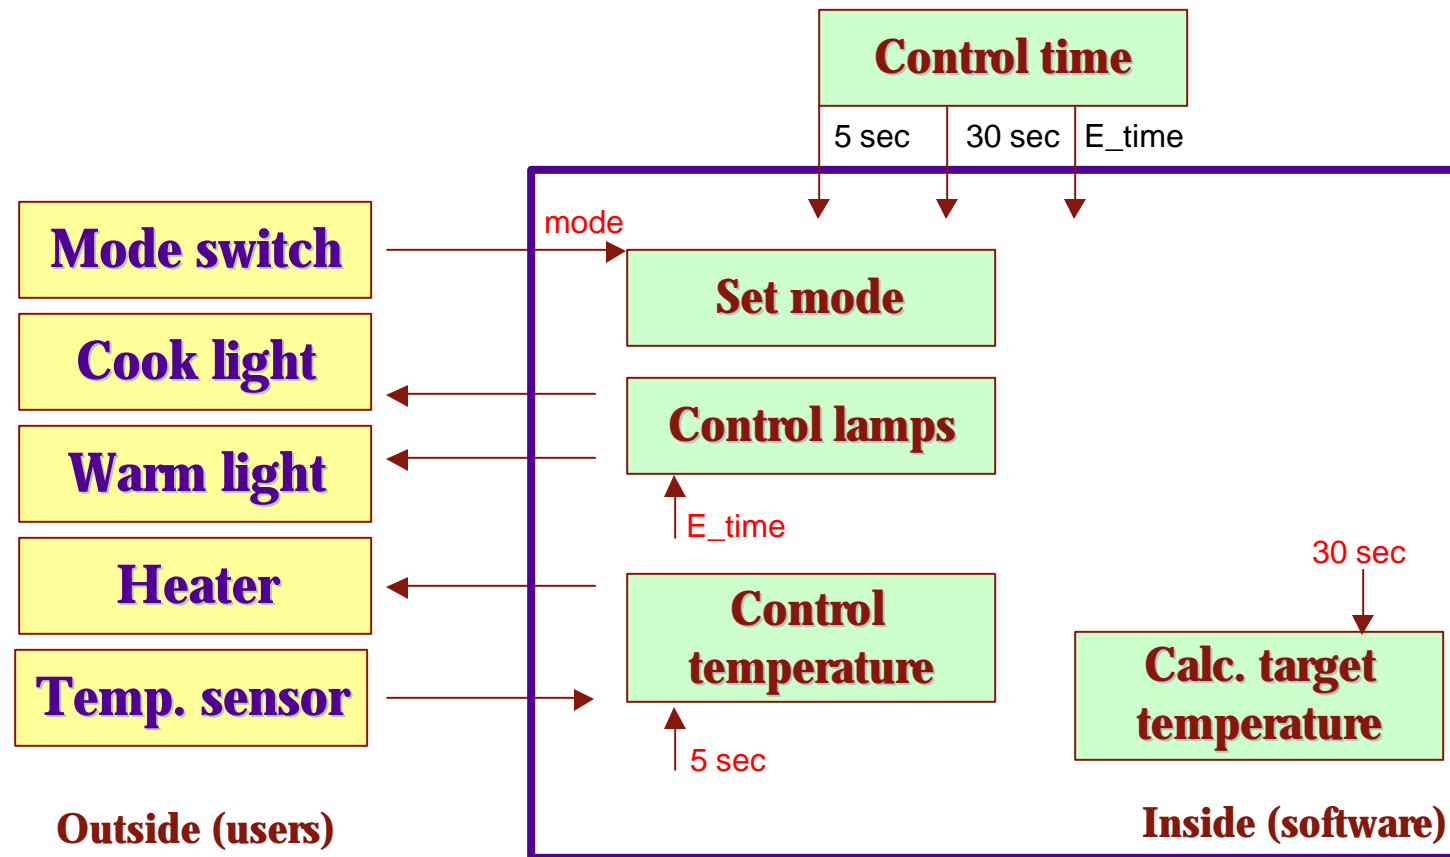 Control time
5 sec
30 sec
E_time
Mode switch
mode
Set mode
Cook light
Control lamps
Warm light
E_time
Heater
Control
temperature
30 sec
Calc. target
temperature
Temp. sensor
5 sec
Outside (users)
Inside (software)